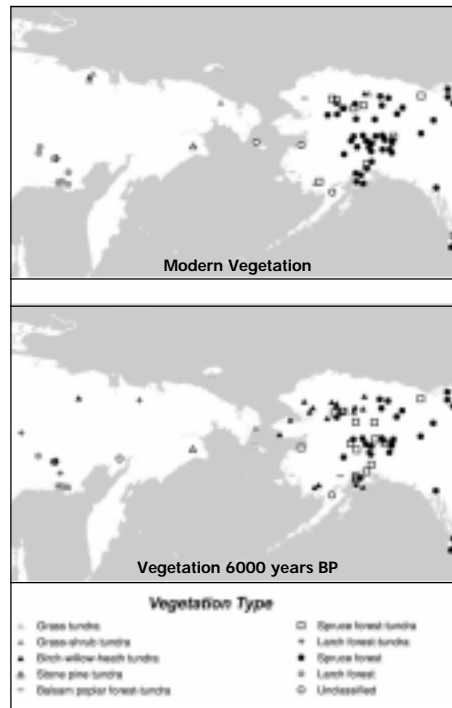 Modern Vegetation
Vegetation 6000 years BP
Vegetation Type
Grass tundra
Grass-shrub tundra
Birch-willow-heath tundra
Stone pine tundra
Balsam poplar forest-tundra
Spruce forest-tundra
Larch forest-tundra
Spruce forest
Larch forest
Unclassified